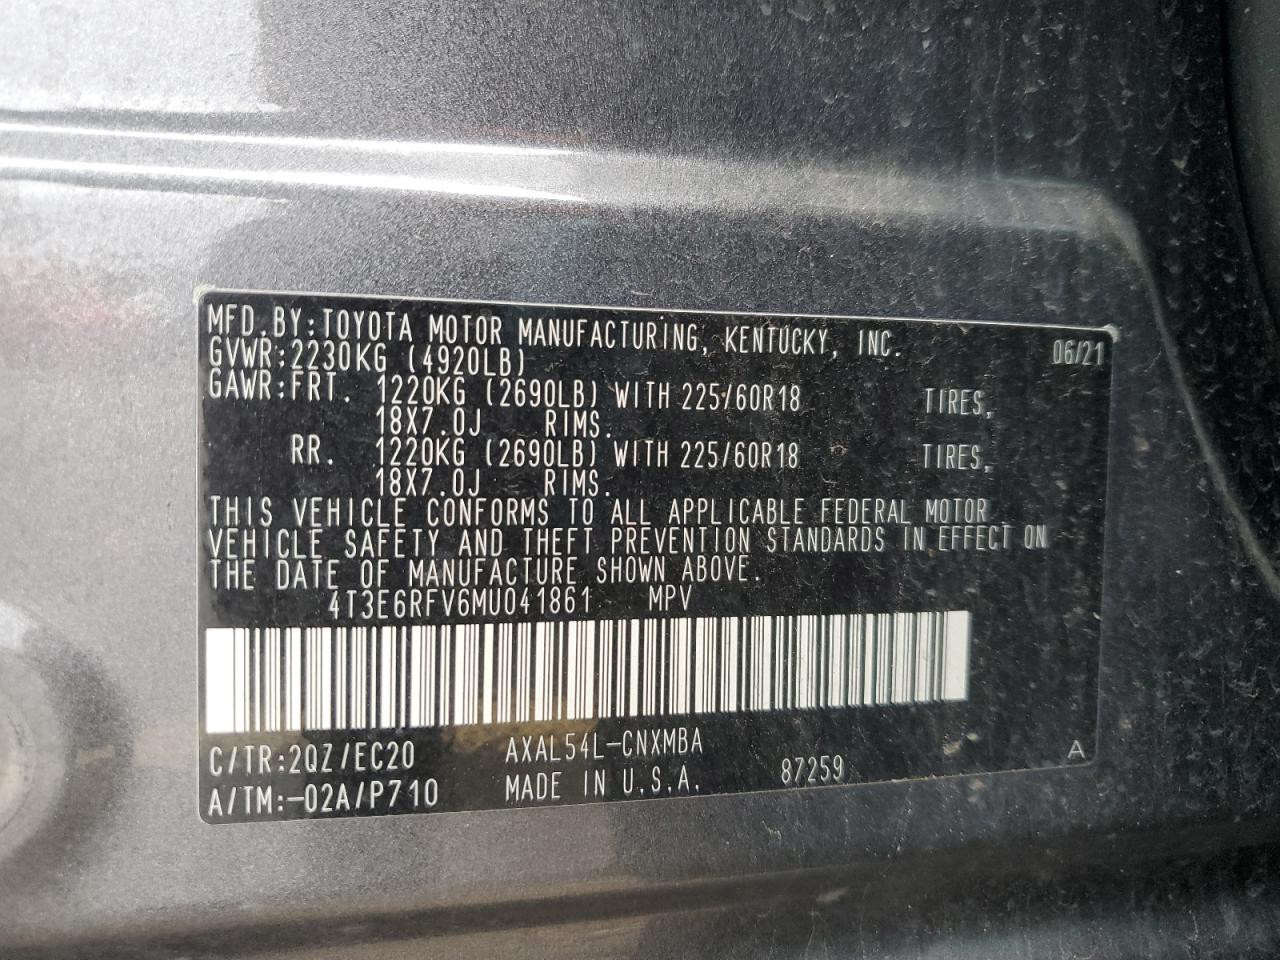 MFD.BY:TOYOTA MOTOR MANUFACTURING, KENTUCKY, INC. 06/21
GVWR:2230KG (4920LB)
GAWR:FRT. 1220KG (2690LB) WITH 225/60R18 TIRES,
18X7.0J RIMS.
RR. 1220KG (2690LB) WITH 225/60R18 TIRES,
18X7.0J RIMS.
THIS VEHICLE CONFORMS TO ALL APPLICABLE FEDERAL MOTOR
VEHICLE SAFETY AND THEFT PREVENTION STANDARDS IN EFFECT ON
THE DATE OF MANUFACTURE SHOWN ABOVE.
4T3E6RFV6MU041861 MPV
C/TR:2QZ/EC20 AXAL54L-CNXMBA A
A/TM:-02A/P710 MADE IN U.S.A. 87259